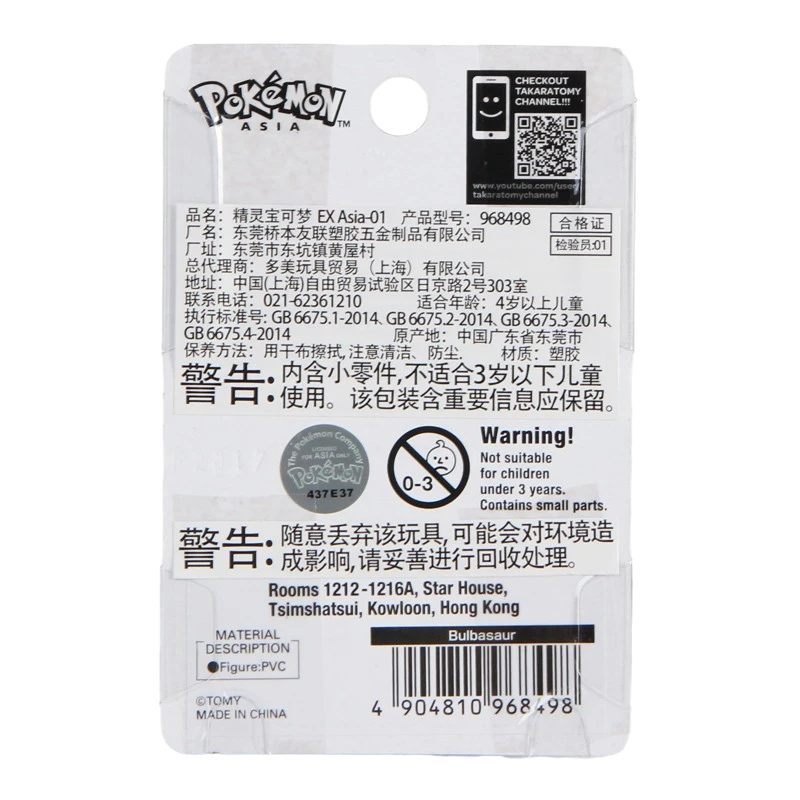 POKéMON
ASIA
TM
CHECKOUT
TAKARATOMY
CHANNEL!!!
www.youtube.com/user/
takaratomychannel
品名：精灵宝可梦 EX Asia-01 产品型号：968498
合格证
厂名：东莞桥本友联塑胶五金制品有限公司
检验员:01
厂址：东莞市东坑镇黄屋村
总代理商：多美玩具贸易（上海）有限公司
地址：中国(上海)自由贸易试验区日京路2号303室
联系电话：021-62361210 适合年龄：4岁以上儿童
执行标准号: GB 6675.1-2014、GB 6675.2-2014、GB 6675.3-2014、
GB 6675.4-2014 原产地：中国广东省东莞市
保养方法：用干布擦拭,注意清洁、防尘. 材质：塑胶
警告:内含小零件,不适合3岁以下儿童
使用。该包装含重要信息应保留。
The Pokémon Company
LICENSED
FOR ASIA ONLY
POKéMON
437E37
0-3
Warning!
Not suitable
for children
under 3 years.
Contains small parts.
警告:随意丢弃该玩具,可能会对环境造
成影响,请妥善进行回收处理。
Rooms 1212-1216A, Star House,
Tsimshatsui, Kowloon, Hong Kong
MATERIAL
DESCRIPTION
●Figure:PVC
©TOMY
MADE IN CHINA
Bulbasaur
4 904810 968498